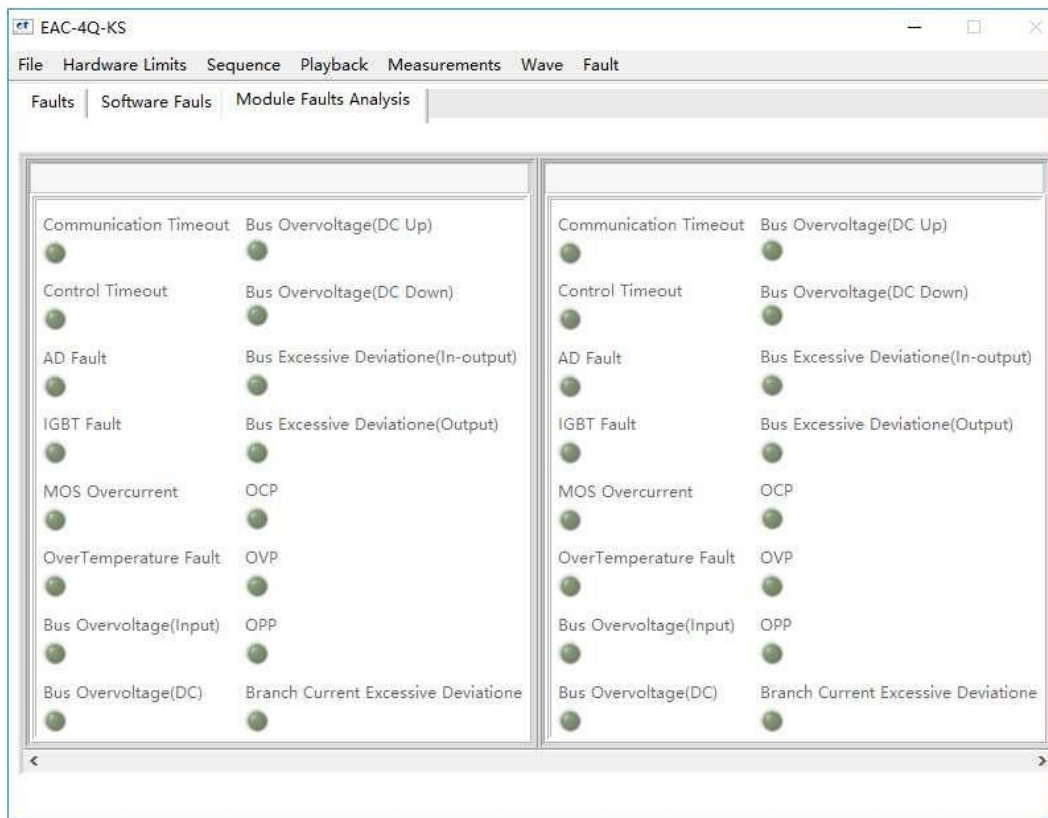 EAC-4Q-KS
File Hardware Limits Sequence Playback Measurements Wave Fault
Faults Software Fauls Module Faults Analysis
Communication Timeout Bus Overvoltage(DC Up)
Control Timeout Bus Overvoltage(DC Down)
AD Fault Bus Excessive Deviatione(In-output)
IGBT Fault Bus Excessive Deviatione(Output)
MOS Overcurrent OCP
OverTemperature Fault OVP
Bus Overvoltage(Input) OPP
Bus Overvoltage(DC) Branch Current Excessive Deviatione
Communication Timeout Bus Overvoltage(DC Up)
Control Timeout Bus Overvoltage(DC Down)
AD Fault Bus Excessive Deviatione(In-output)
IGBT Fault Bus Excessive Deviatione(Output)
MOS Overcurrent OCP
OverTemperature Fault OVP
Bus Overvoltage(Input) OPP
Bus Overvoltage(DC) Branch Current Excessive Deviatione